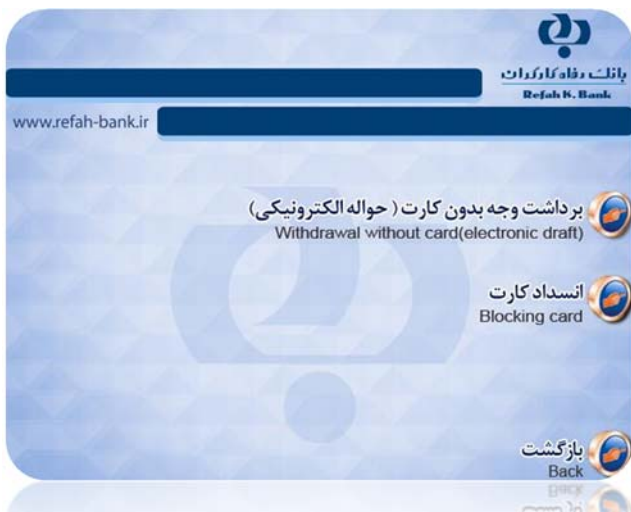 بانک رفاه کارگران
Refah K. Bank
www.refah-bank.ir
برداشت وجه بدون کارت ( حواله الکترونیکی)
Withdrawal without card(electronic draft)
انسداد کارت
Blocking card
بازگشت
Back